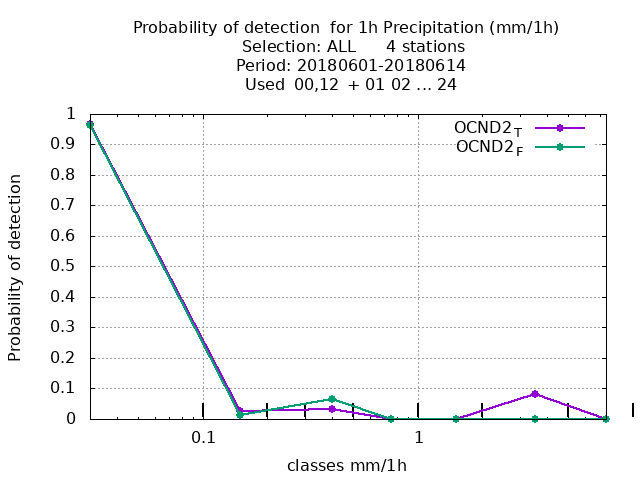 Probability of detection  for 1h Precipitation (mm/1h)
Selection: ALL      4 stations
Period: 20180601-20180614
Used  00,12  + 01 02 ... 24
OCND2_T
OCND2_F
1
0.9
0.8
0.7
0.6
0.5
0.4
0.3
0.2
0.1
0
Probability of detection
0.1 1
classes mm/1h